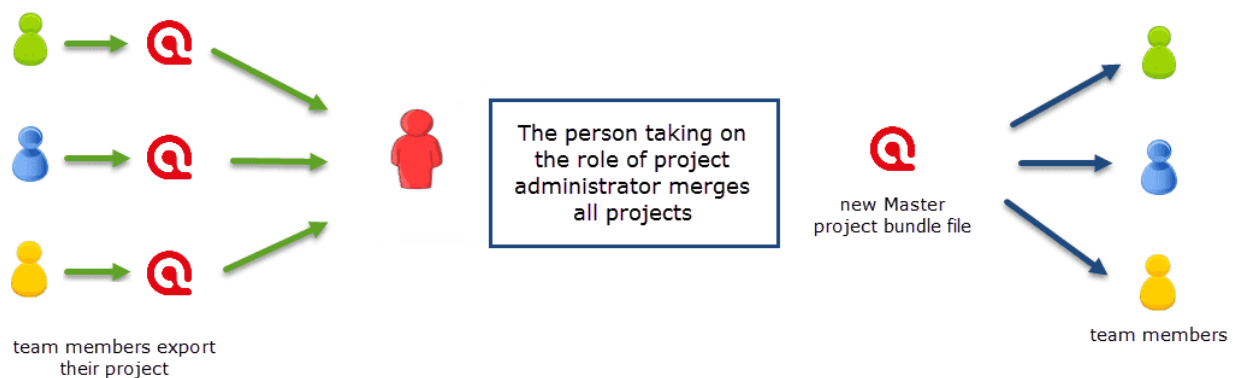 team members export
their project
The person taking on
the role of project
administrator merges
all projects
new Master
project bundle file
team members